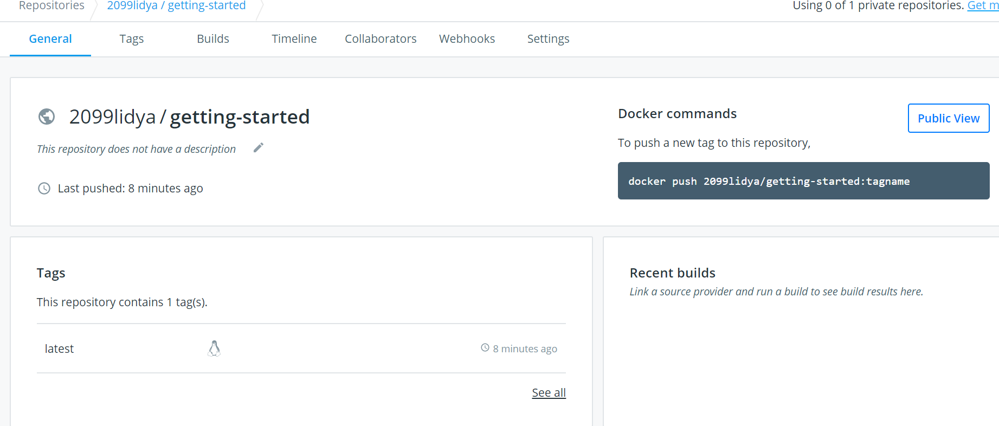 Repositories 2099lidya / getting-started Using 0 of 1 private repositories. Get m
General Tags Builds Timeline Collaborators Webhooks Settings
2099lidya / getting-started
This repository does not have a description
Last pushed: 8 minutes ago
Docker commands
Public View
To push a new tag to this repository,
docker push 2099lidya/getting-started:tagname
Tags
This repository contains 1 tag(s).
latest 8 minutes ago
See all
Recent builds
Link a source provider and run a build to see build results here.